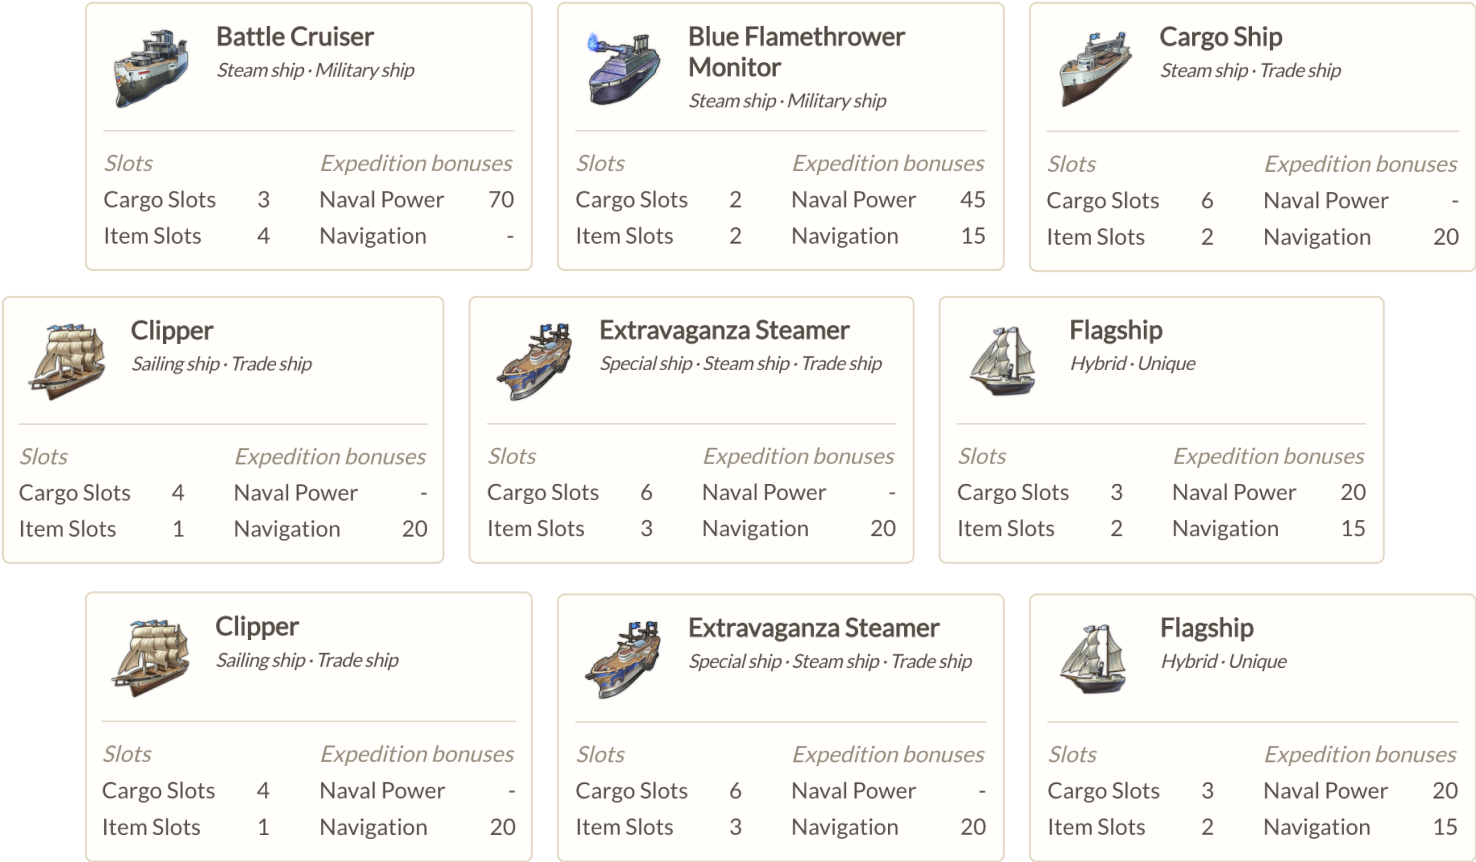 Battle Cruiser
Steam ship · Military ship
Slots Expedition bonuses
Cargo Slots 3 Naval Power 70
Item Slots 4 Navigation -
Blue Flamethrower
Monitor
Steam ship · Military ship
Slots Expedition bonuses
Cargo Slots 2 Naval Power 45
Item Slots 2 Navigation 15
Cargo Ship
Steam ship · Trade ship
Slots Expedition bonuses
Cargo Slots 6 Naval Power -
Item Slots 2 Navigation 20
Clipper
Sailing ship · Trade ship
Slots Expedition bonuses
Cargo Slots 4 Naval Power -
Item Slots 1 Navigation 20
Extravaganza Steamer
Special ship · Steam ship · Trade ship
Slots Expedition bonuses
Cargo Slots 6 Naval Power -
Item Slots 3 Navigation 20
Flagship
Hybrid · Unique
Slots Expedition bonuses
Cargo Slots 3 Naval Power 20
Item Slots 2 Navigation 15
Clipper
Sailing ship · Trade ship
Slots Expedition bonuses
Cargo Slots 4 Naval Power -
Item Slots 1 Navigation 20
Extravaganza Steamer
Special ship · Steam ship · Trade ship
Slots Expedition bonuses
Cargo Slots 6 Naval Power -
Item Slots 3 Navigation 20
Flagship
Hybrid · Unique
Slots Expedition bonuses
Cargo Slots 3 Naval Power 20
Item Slots 2 Navigation 15